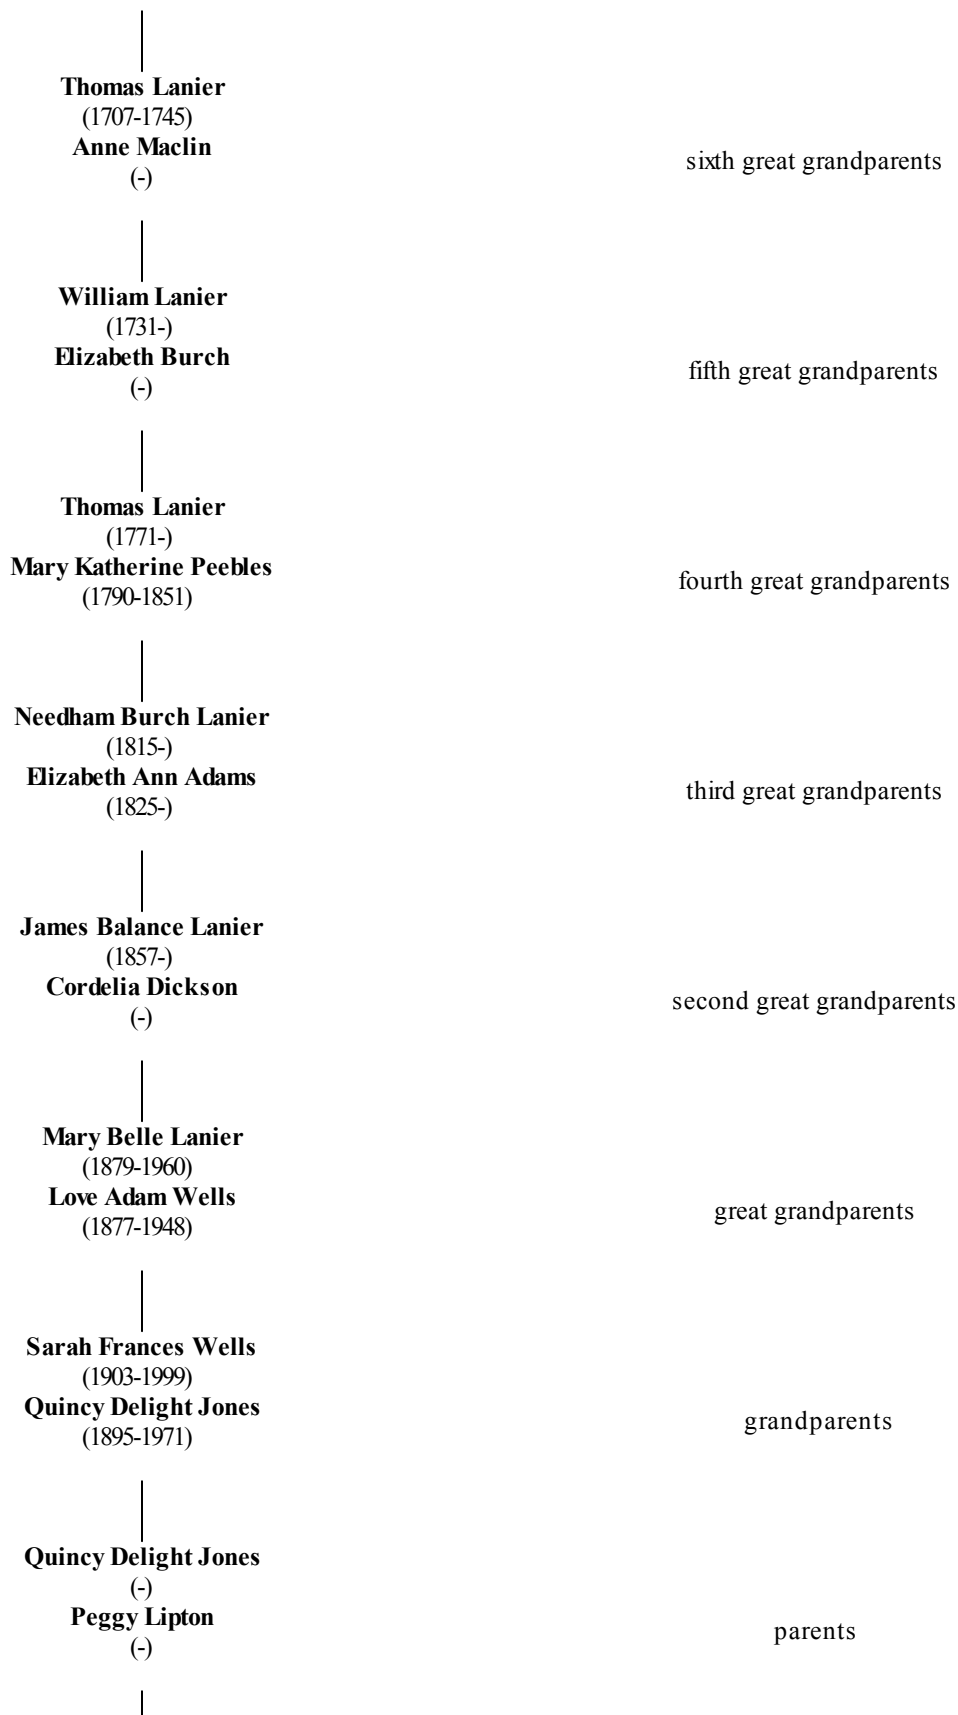 Thomas Lanier
(1707-1745)
Anne Maclin
(-)
sixth great grandparents
William Lanier
(1731-)
Elizabeth Burch
(-)
fifth great grandparents
Thomas Lanier
(1771-)
Mary Katherine Peebles
(1790-1851)
fourth great grandparents
Needham Burch Lanier
(1815-)
Elizabeth Ann Adams
(1825-)
third great grandparents
James Balance Lanier
(1857-)
Cordelia Dickson
(-)
second great grandparents
Mary Belle Lanier
(1879-1960)
Love Adam Wells
(1877-1948)
great grandparents
Sarah Frances Wells
(1903-1999)
Quincy Delight Jones
(1895-1971)
grandparents
Quincy Delight Jones
(-)
Peggy Lipton
(-)
parents